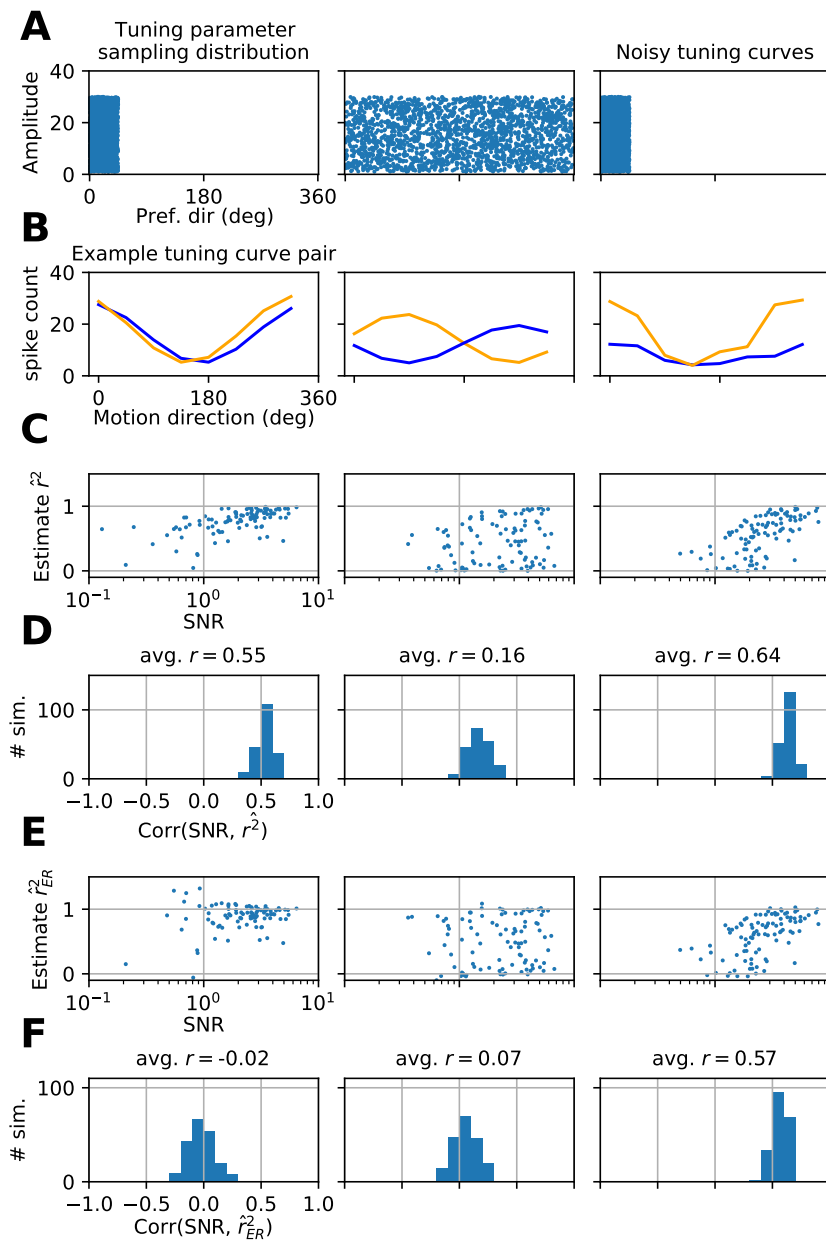 A
Tuning parameter
sampling distribution
Noisy tuning curves
Amplitude
40
20
0
0
180
360
Pref. dir (deg)
B
Example tuning curve pair
spike count
40
20
0
0
180
360
Motion direction (deg)
C
Estimate r̂²
1
0
10⁻¹
10⁰
10¹
SNR
D
avg. r = 0.55
avg. r = 0.16
avg. r = 0.64
# sim.
100
0
−1.0
−0.5
0.0
0.5
1.0
Corr(SNR, r̂²)
E
Estimate r̂²_ER
1
0
10⁻¹
10⁰
10¹
SNR
F
avg. r = -0.02
avg. r = 0.07
avg. r = 0.57
# sim.
100
0
−1.0
−0.5
0.0
0.5
1.0
Corr(SNR, r̂²_ER)